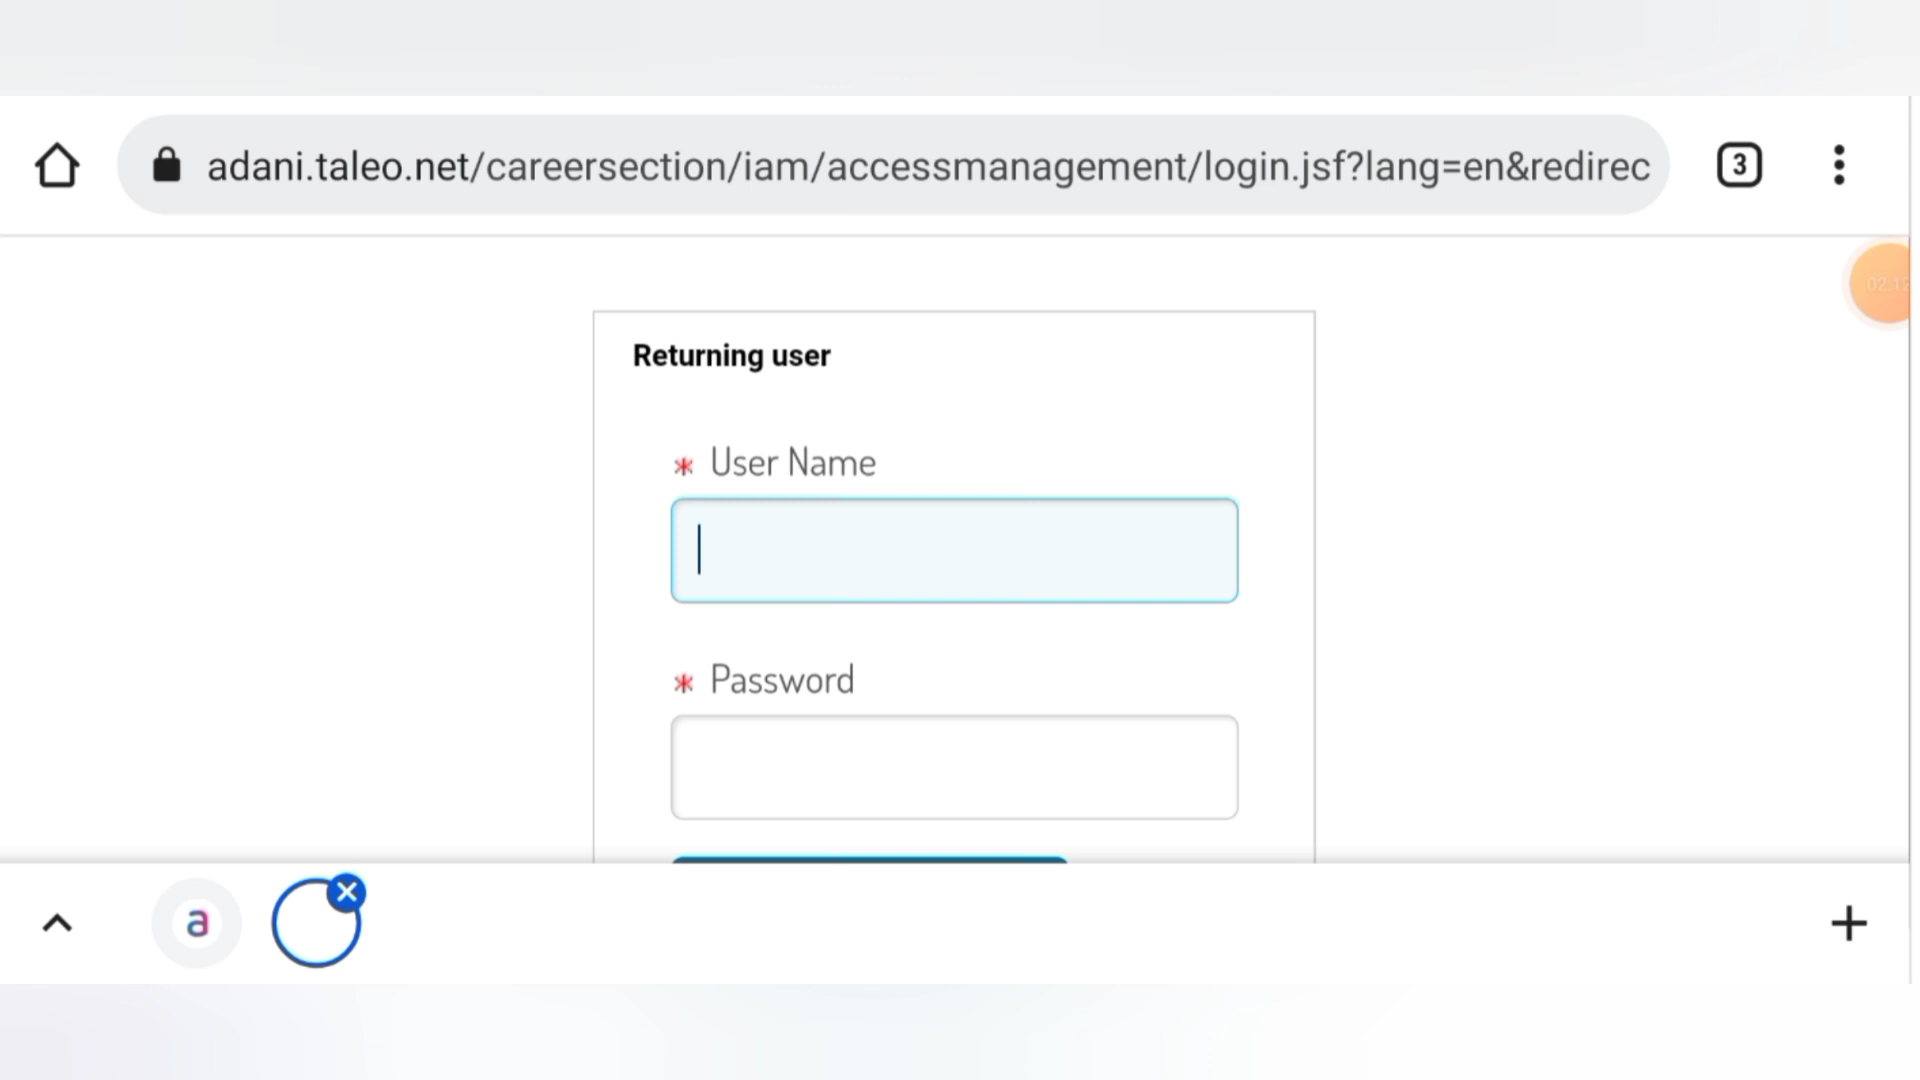 adani.taleo.net/careersection/iam/accessmanagement/login.jsf?lang=en&redirec
3
Returning user
* User Name
* Password
a